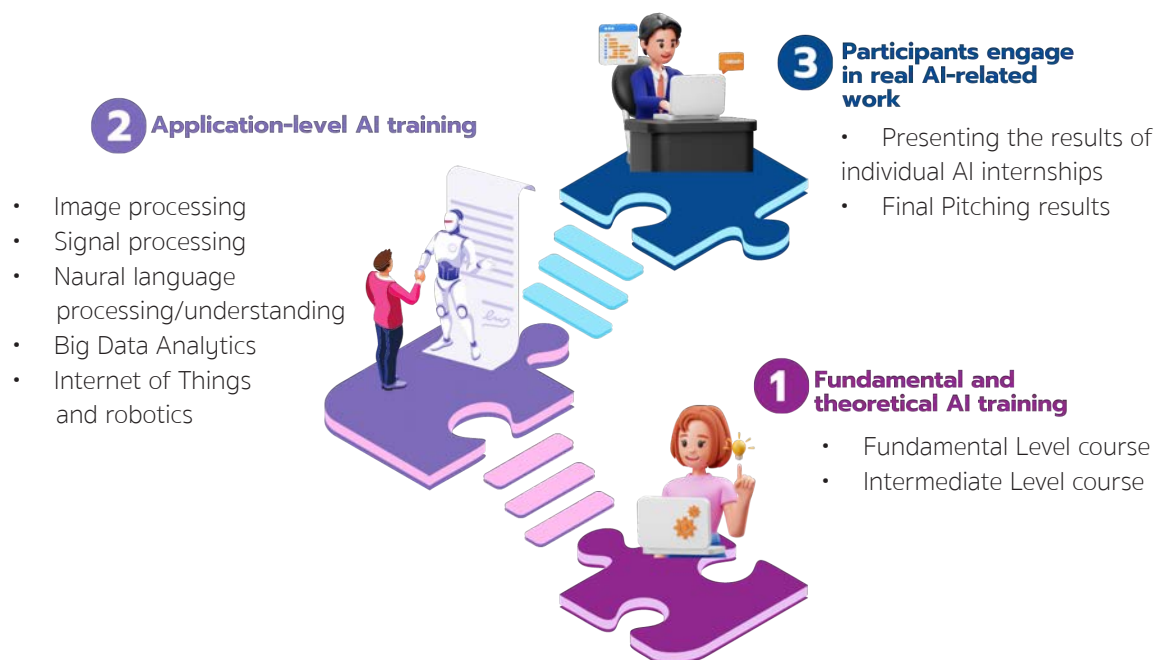 3
Participants engage
in real AI-related
work
• Presenting the results of
individual AI internships
• Final Pitching results
2
Application-level AI training
• Image processing
• Signal processing
• Naural language
processing/understanding
• Big Data Analytics
• Internet of Things
and robotics
1
Fundamental and
theoretical AI training
• Fundamental Level course
• Intermediate Level course